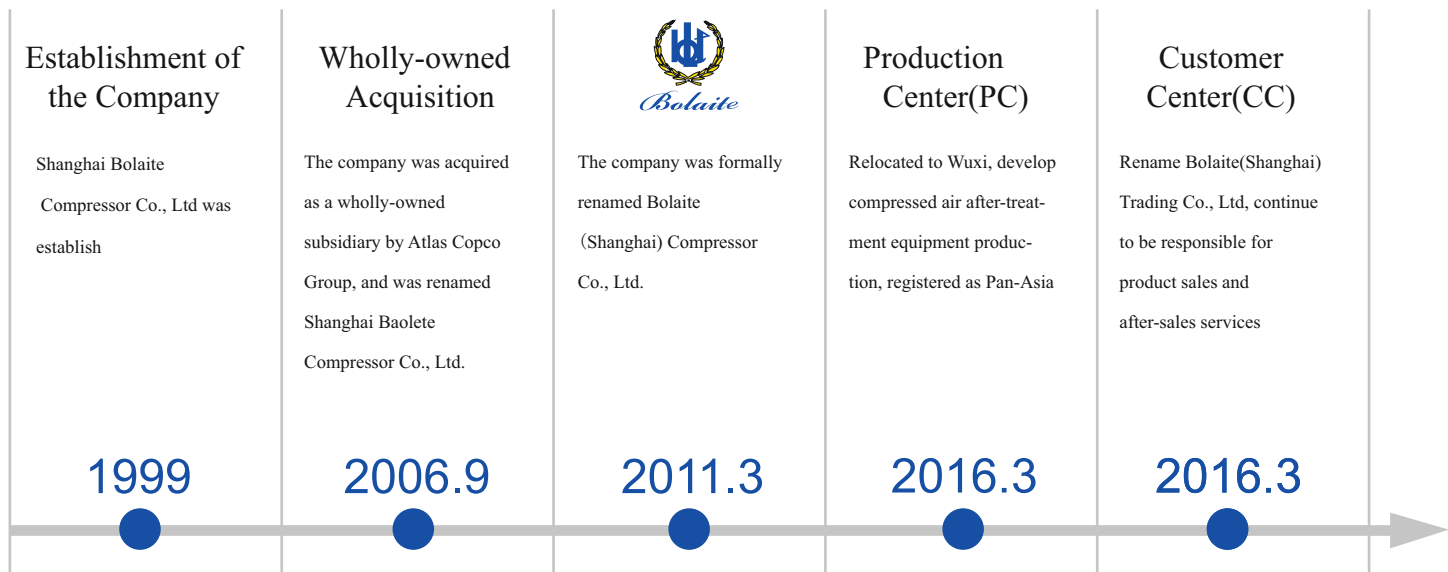 Establishment of
the Company
Shanghai Bolaite
Compressor Co., Ltd was
establish
1999
Wholly-owned
Acquisition
The company was acquired
as a wholly-owned
subsidiary by Atlas Copco
Group, and was renamed
Shanghai Baolete
Compressor Co., Ltd.
2006.9
blt
Bolaite
The company was formally
renamed Bolaite
（Shanghai) Compressor
Co., Ltd.
2011.3
Production
Center(PC)
Relocated to Wuxi, develop
compressed air after-treat-
ment equipment produc-
tion, registered as Pan-Asia
2016.3
Customer
Center(CC)
Rename Bolaite(Shanghai)
Trading Co., Ltd, continue
to be responsible for
product sales and
after-sales services
2016.3